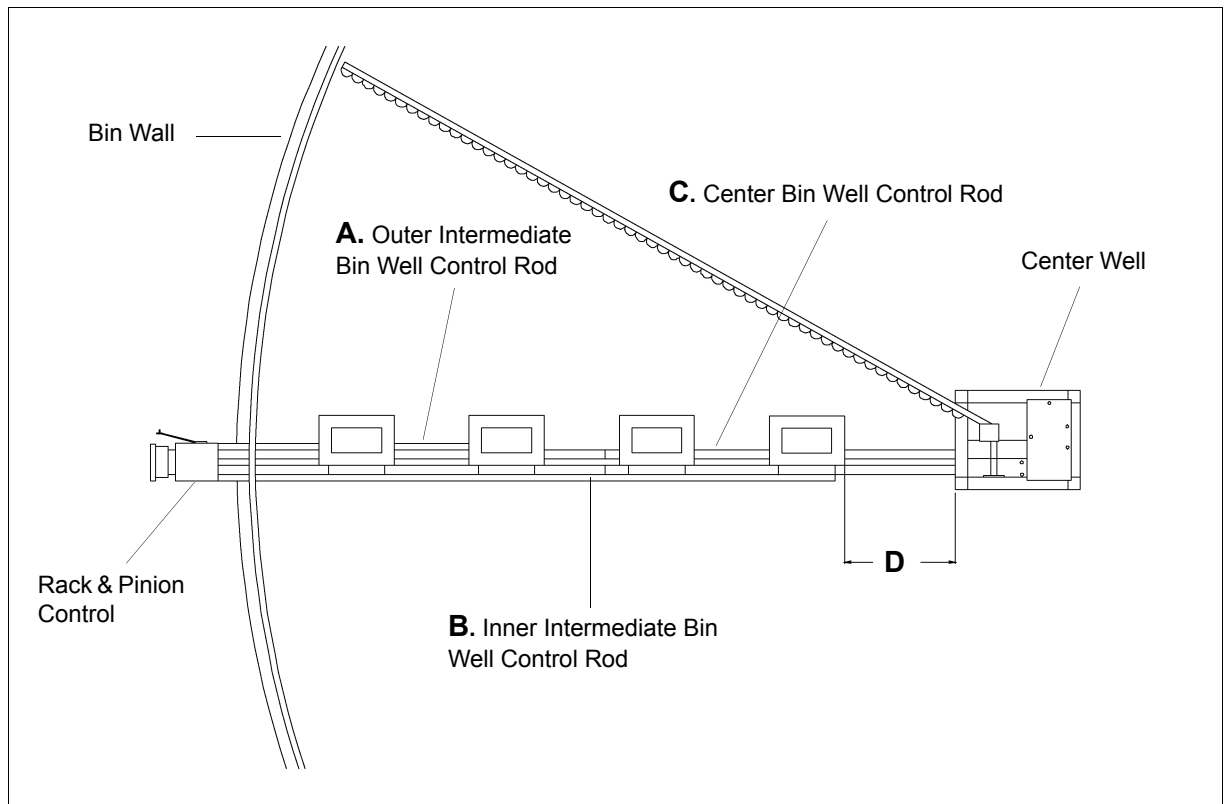 Bin Wall
C. Center Bin Well Control Rod
A. Outer Intermediate
Bin Well Control Rod
Center Well
D
Rack & Pinion
Control
B. Inner Intermediate Bin
Well Control Rod